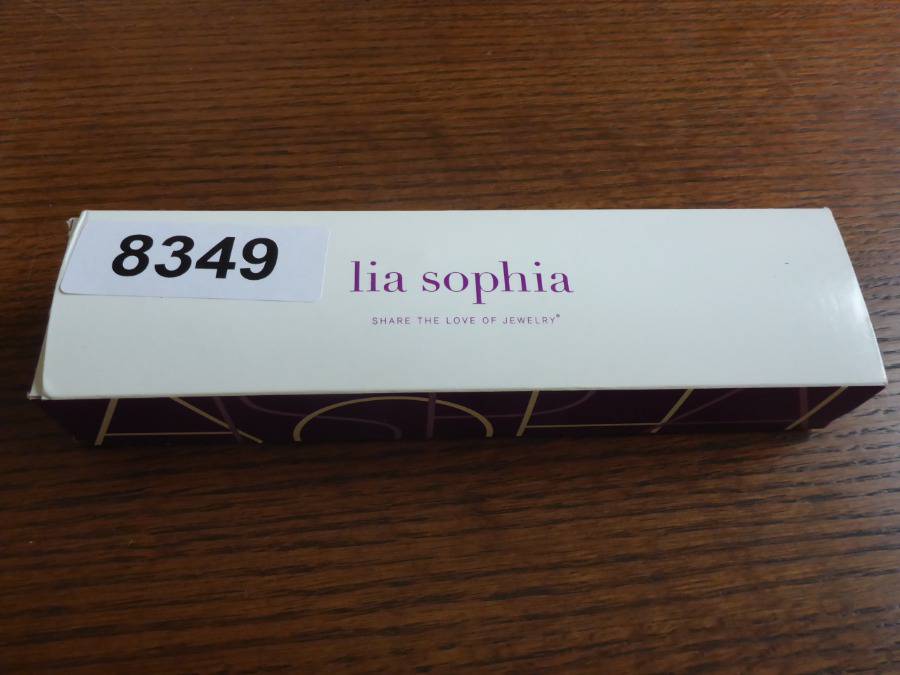 8349
lia sophia
SHARE THE LOVE OF JEWELRY®